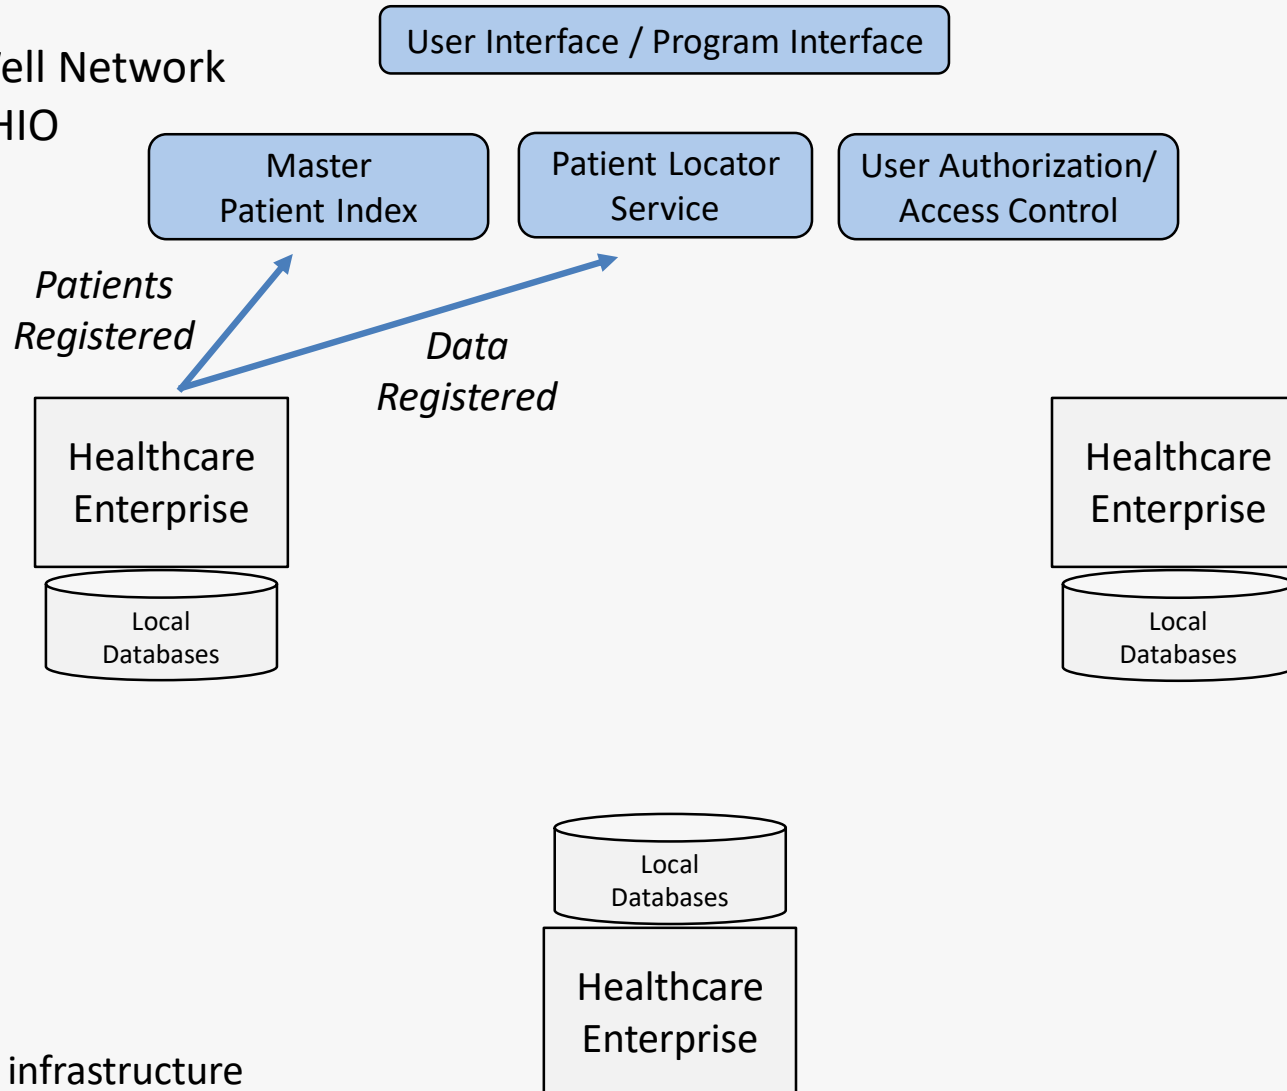 User Interface / Program Interface
ell Network
HIO
Master
Patient Index
Patient Locator
Service
User Authorization/
Access Control
Patients
Registered
Data
Registered
Healthcare
Enterprise
Local
Databases
Healthcare
Enterprise
Local
Databases
Local
Databases
Healthcare
Enterprise
infrastructure